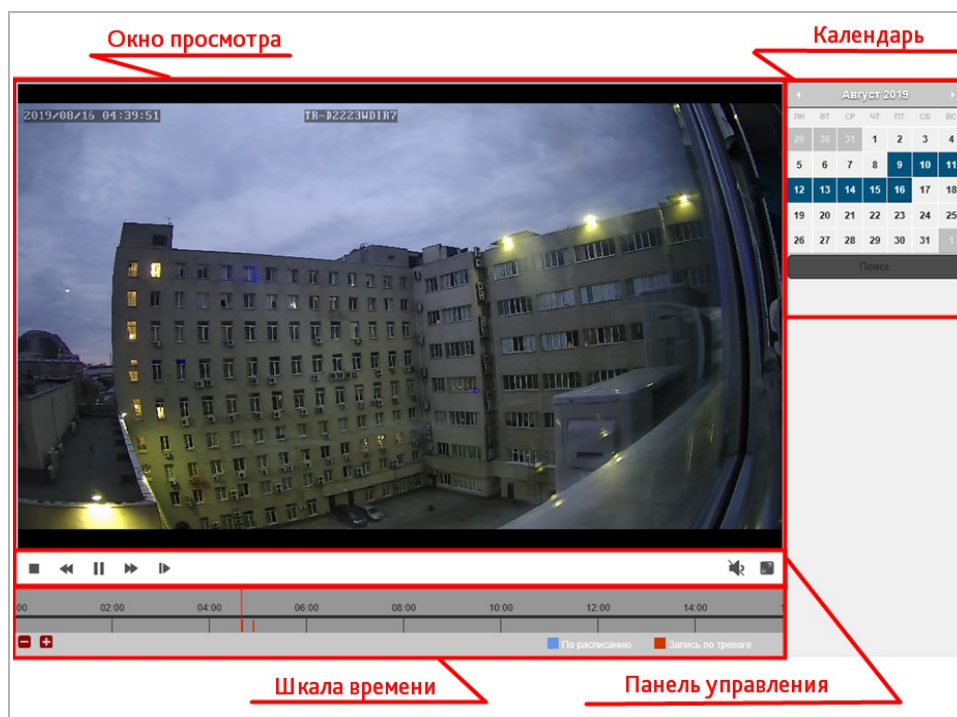 Окно просмотра
Календарь
2019/08/16 04:39:51
TR-D2223WDIR7
Август 2019
ПН ВТ СР ЧТ ПТ СБ ВС
29 30 31 1 2 3 4
5 6 7 8 9 10 11
12 13 14 15 16 17 18
19 20 21 22 23 24 25
26 27 28 29 30 31 1
Поиск
00 02:00 04:00 06:00 08:00 10:00 12:00 14:00
По расписанию
Запись по тревоге
Шкала времени
Панель управления